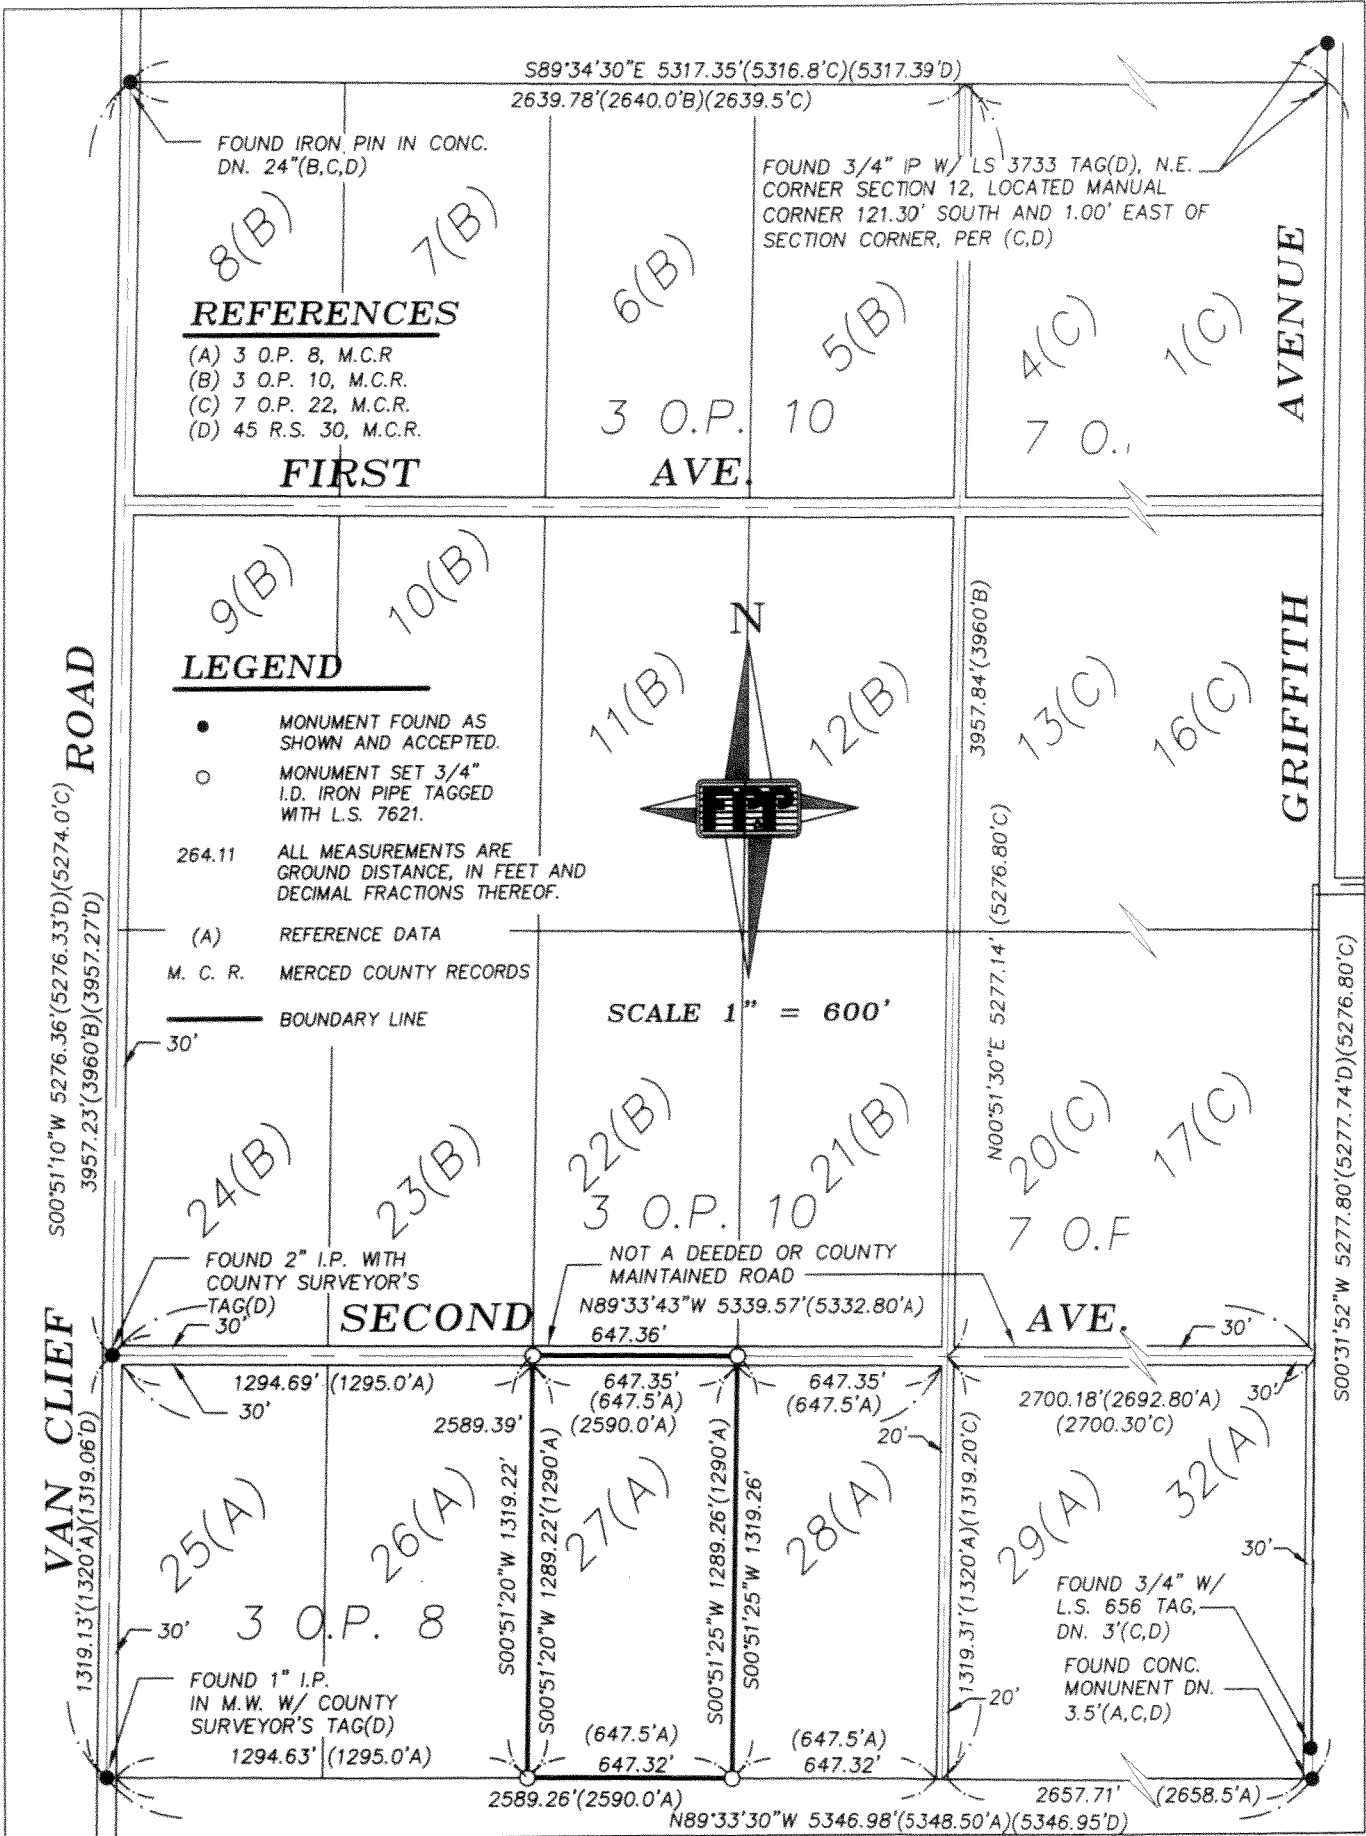 S89°34'30"E 5317.35'(5316.8'C)(5317.39'D)
2639.78'(2640.0'B)(2639.5'C)
FOUND IRON PIN IN CONC.
DN. 24"(B,C,D)
FOUND 3/4" IP W/ LS 3733 TAG(D), N.E.
CORNER SECTION 12, LOCATED MANUAL
CORNER 121.30' SOUTH AND 1.00' EAST OF
SECTION CORNER, PER (C,D)
8(B)
7(B)
6(B)
5(B)
4(C)
1(C)
REFERENCES
(A) 3 O.P. 8, M.C.R
(B) 3 O.P. 10, M.C.R.
(C) 7 O.P. 22, M.C.R.
(D) 45 R.S. 30, M.C.R.
3 O.P. 10
7 O.
FIRST AVE.
GRIFFITH AVENUE
9(B)
10(B)
11(B)
12(B)
13(C)
16(C)
N
3957.84'(3960'B)
LEGEND
MONUMENT FOUND AS
SHOWN AND ACCEPTED.
MONUMENT SET 3/4"
I.D. IRON PIPE TAGGED
WITH L.S. 7621.
264.11 ALL MEASUREMENTS ARE
GROUND DISTANCE, IN FEET AND
DECIMAL FRACTIONS THEREOF.
(A) REFERENCE DATA
M. C. R. MERCED COUNTY RECORDS
BOUNDARY LINE
SCALE 1" = 600'
30'
VAN CLIEF ROAD
S00°51'10"W 5276.36'(5276.33'D)(5274.0'C)
3957.23'(3960'B)(3957.27'D)
N00°51'30"E 5277.14' (5276.80'C)
S00°31'52"W 5277.80'(5277.74'D)(5276.80'C)
24(B)
23(B)
22(B)
21(B)
20(C)
17(C)
3 O.P. 10
7 O.P
FOUND 2" I.P. WITH
COUNTY SURVEYOR'S
TAG(D)
NOT A DEEDED OR COUNTY
MAINTAINED ROAD
N89°33'43"W 5339.57'(5332.80'A)
30'
SECOND AVE.
30'
647.36'
1294.69' (1295.0'A)
647.35'
(647.5'A)
647.35'
(647.5'A)
2700.18'(2692.80'A)
(2700.30'C)
30'
30'
2589.39' (2590.0'A)
20'
1319.13'(1320'A)(1319.06'D)
S00°51'20"W 1319.22'
S00°51'20"W 1289.22'(1290'A)
S00°51'25"W 1289.26'(1290'A)
S00°51'25"W 1319.26'
1319.31'(1320'A)(1319.20'C)
25(A)
26(A)
27(A)
28(A)
29(A)
32(A)
30'
FOUND 3/4" W/
L.S. 656 TAG,
DN. 3'(C,D)
3 O.P. 8
30'
FOUND CONC.
MONUNENT DN.
3.5'(A,C,D)
FOUND 1" I.P.
IN M.W. W/ COUNTY
SURVEYOR'S TAG(D)
20'
1294.63' (1295.0'A)
(647.5'A)
647.32'
(647.5'A)
647.32'
2589.26'(2590.0'A)
2657.71' (2658.5'A)
N89°33'30"W 5346.98'(5348.50'A)(5346.95'D)